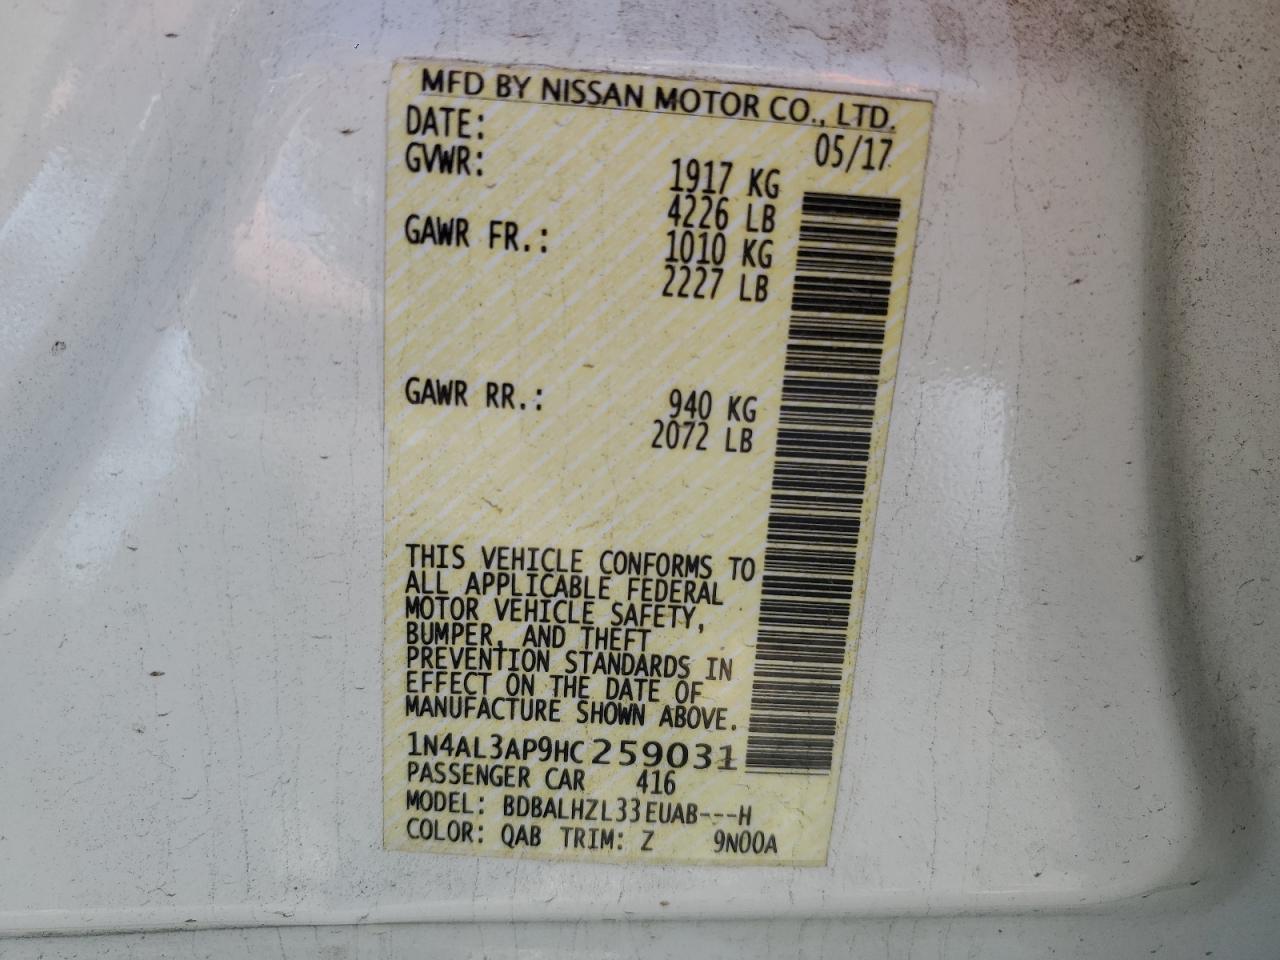 MFD BY NISSAN MOTOR CO., LTD.
DATE: 05/17
GVWR: 1917 KG
4226 LB
GAWR FR.: 1010 KG
2227 LB
GAWR RR.: 940 KG
2072 LB
THIS VEHICLE CONFORMS TO
ALL APPLICABLE FEDERAL
MOTOR VEHICLE SAFETY,
BUMPER, AND THEFT
PREVENTION STANDARDS IN
EFFECT ON THE DATE OF
MANUFACTURE SHOWN ABOVE.
1N4AL3AP9HC259031
PASSENGER CAR 416
MODEL: BDBALHZL33EUAB---H
COLOR: QAB TRIM: Z 9N00A